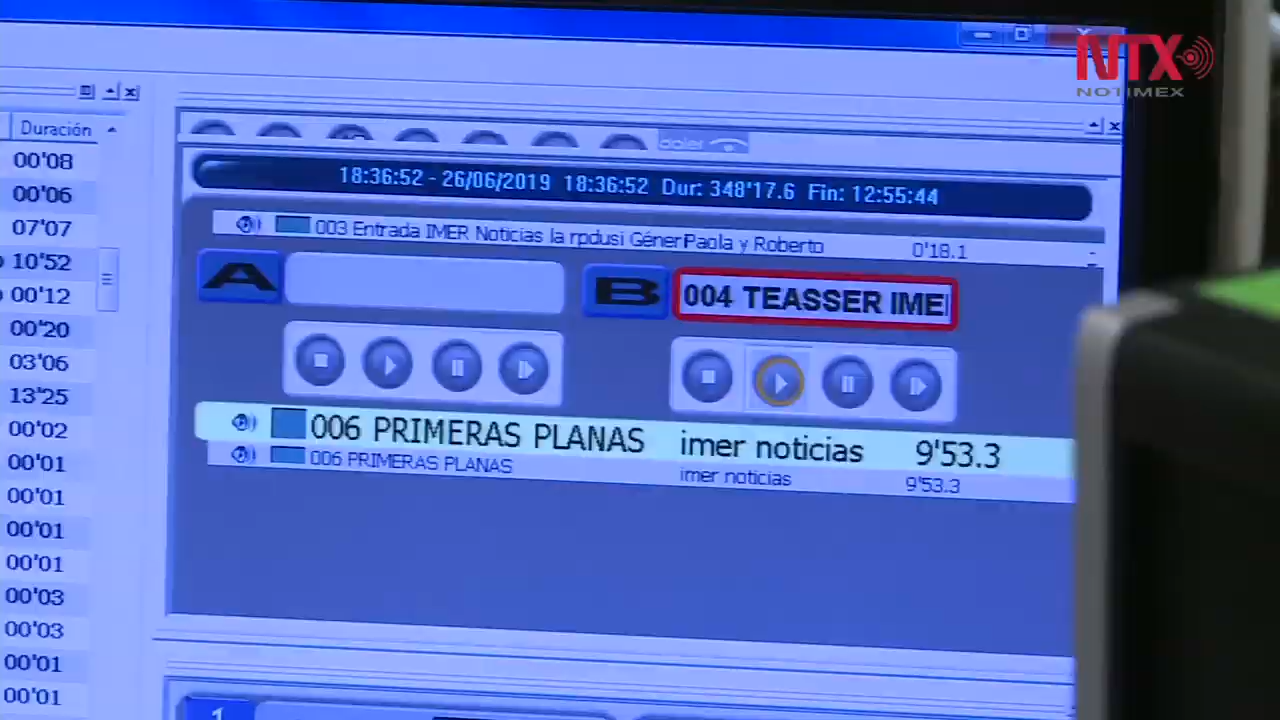 NTX
NOTIMEX
Duración
00'08
00'06
07'07
10'52
00'12
00'20
03'06
13'25
00'02
00'01
00'01
00'01
00'01
00'03
00'03
00'01
00'01
18:36:52 - 26/06/2019 18:36:52 Dur: 348'17.6 Fin: 12:55:44
003 Entrada IMER Noticias la rpdusi Géner Paola y Roberto 0'18.1
A B 004 TEASSER IME
006 PRIMERAS PLANAS imer noticias 9'53.3
006 PRIMERAS PLANAS imer noticias 9'53.3
1